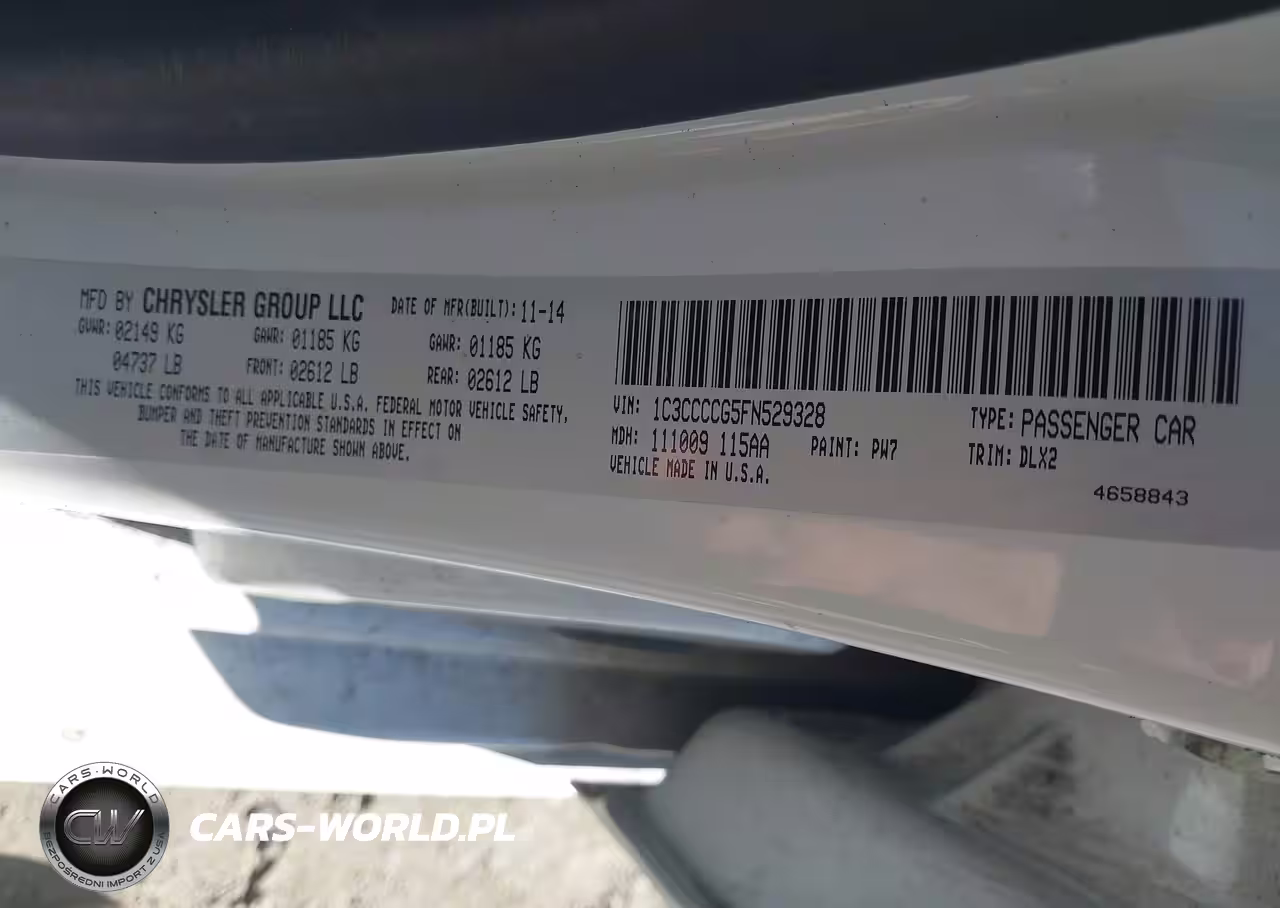 MFD BY CHRYSLER GROUP LLC DATE OF MFR(BUILT): 11-14
GVWR: 02149 KG GAWR: 01185 KG GAWR: 01185 KG
04737 LB FRONT: 02612 LB REAR: 02612 LB
THIS VEHICLE CONFORMS TO ALL APPLICABLE U.S.A. FEDERAL MOTOR VEHICLE SAFETY,
BUMPER AND THEFT PREVENTION STANDARDS IN EFFECT ON
THE DATE OF MANUFACTURE SHOWN ABOVE.
VIN: 1C3CCCCG5FN529328 TYPE: PASSENGER CAR
MDH: 111009 115AA PAINT: PW7 TRIM: DLX2
VEHICLE MADE IN U.S.A.
4658843
CARS-WORLD
CW
BEZPOŚREDNI IMPORT Z USA
CARS-WORLD.PL